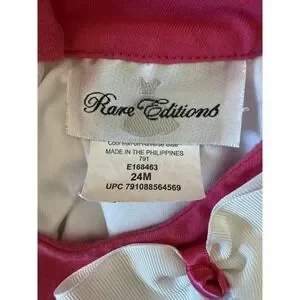 Rare Editions
Cool Iron on Reverse Side
MADE IN THE PHILIPPINES
791
E168463
24M
UPC 791088564569